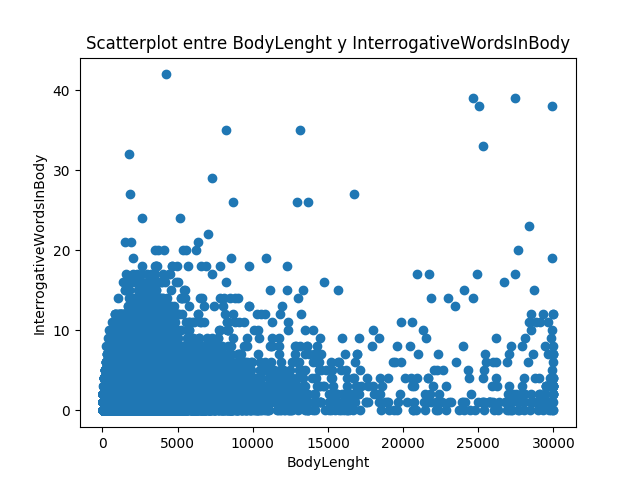 Scatterplot entre BodyLenght y InterrogativeWordsInBody
40
30
20
10
0
InterrogativeWordsInBody
0 5000 10000 15000 20000 25000 30000
BodyLenght